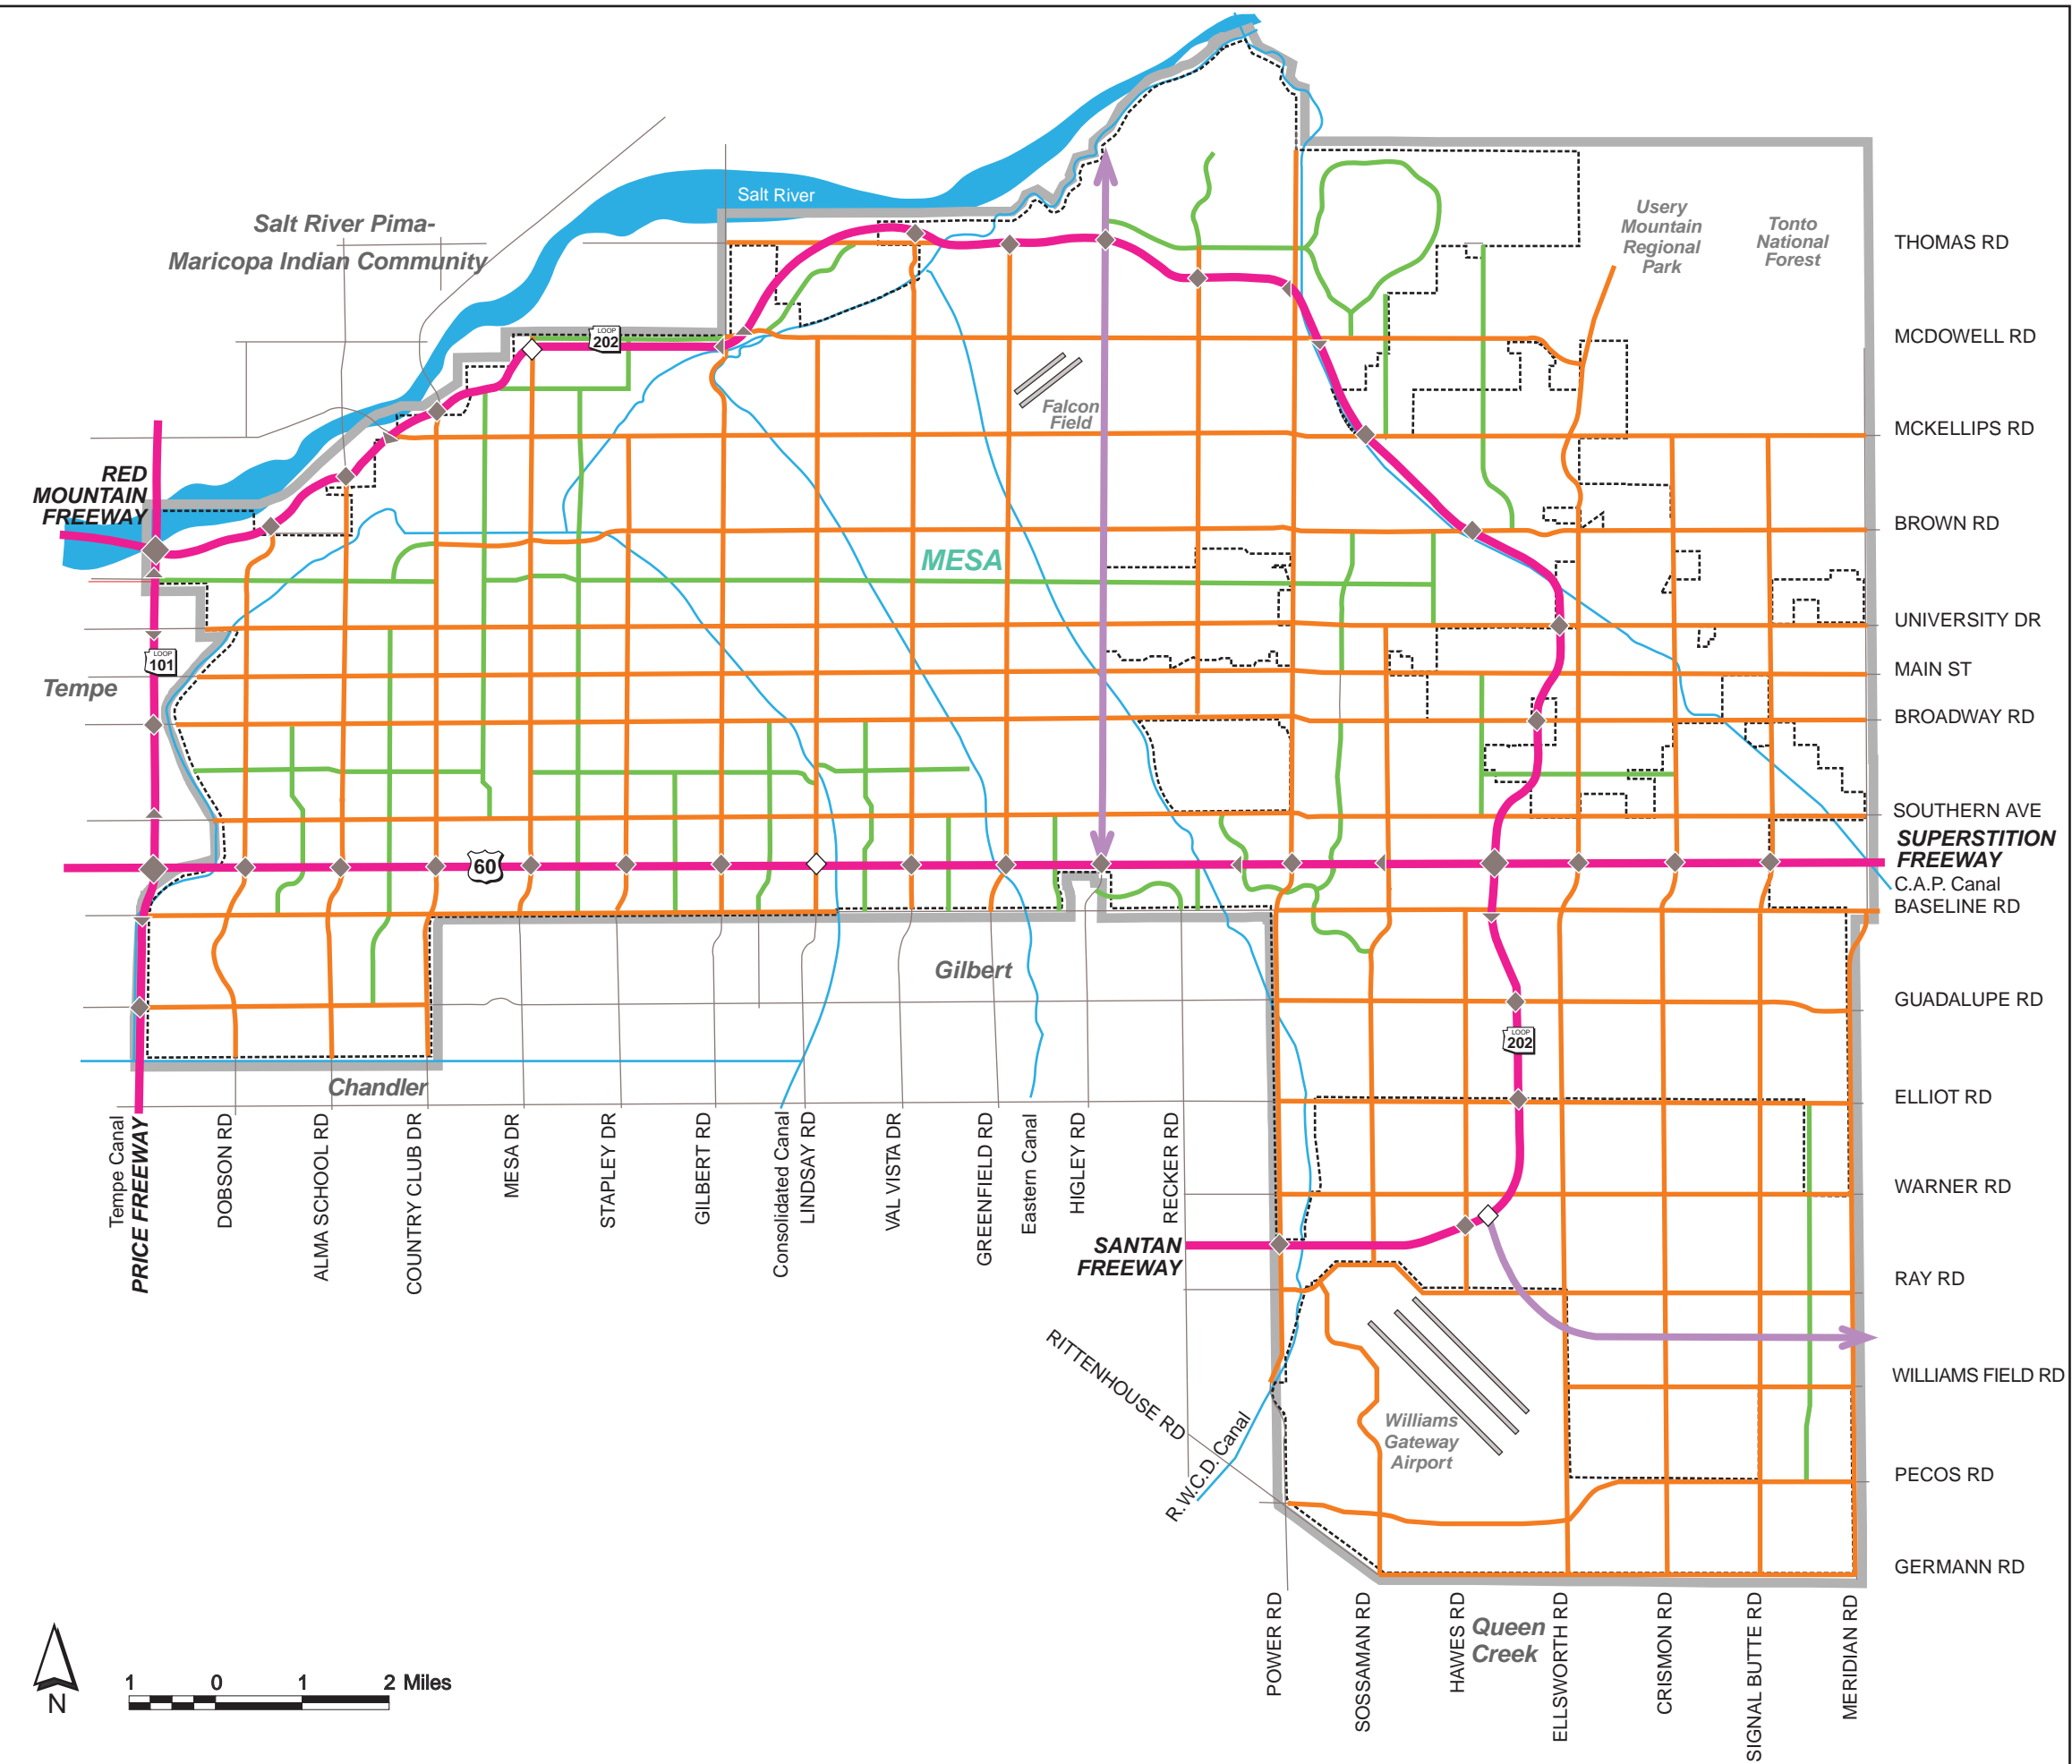 Salt River
Salt River Pima-
Maricopa Indian Community
Usery
Mountain
Regional
Park
Tonto
National
Forest
THOMAS RD
LOOP
202
MCDOWELL RD
Falcon
Field
MCKELLIPS RD
RED
MOUNTAIN
FREEWAY
BROWN RD
MESA
UNIVERSITY DR
LOOP
101
Tempe
MAIN ST
BROADWAY RD
SOUTHERN AVE
SUPERSTITION
FREEWAY
60
C.A.P. Canal
BASELINE RD
Gilbert
GUADALUPE RD
LOOP
202
Chandler
ELLIOT RD
Tempe Canal
PRICE FREEWAY
DOBSON RD
ALMA SCHOOL RD
COUNTRY CLUB DR
MESA DR
STAPLEY DR
GILBERT RD
Consolidated Canal
LINDSAY RD
VAL VISTA DR
GREENFIELD RD
Eastern Canal
HIGLEY RD
RECKER RD
WARNER RD
SANTAN
FREEWAY
RAY RD
RITTENHOUSE RD
R.W.C.D. Canal
WILLIAMS FIELD RD
Williams
Gateway
Airport
PECOS RD
GERMANN RD
POWER RD
SOSSAMAN RD
HAWES RD
Queen
Creek
ELLSWORTH RD
CRISMON RD
SIGNAL BUTTE RD
MERIDIAN RD
N
1 0 1 2 Miles